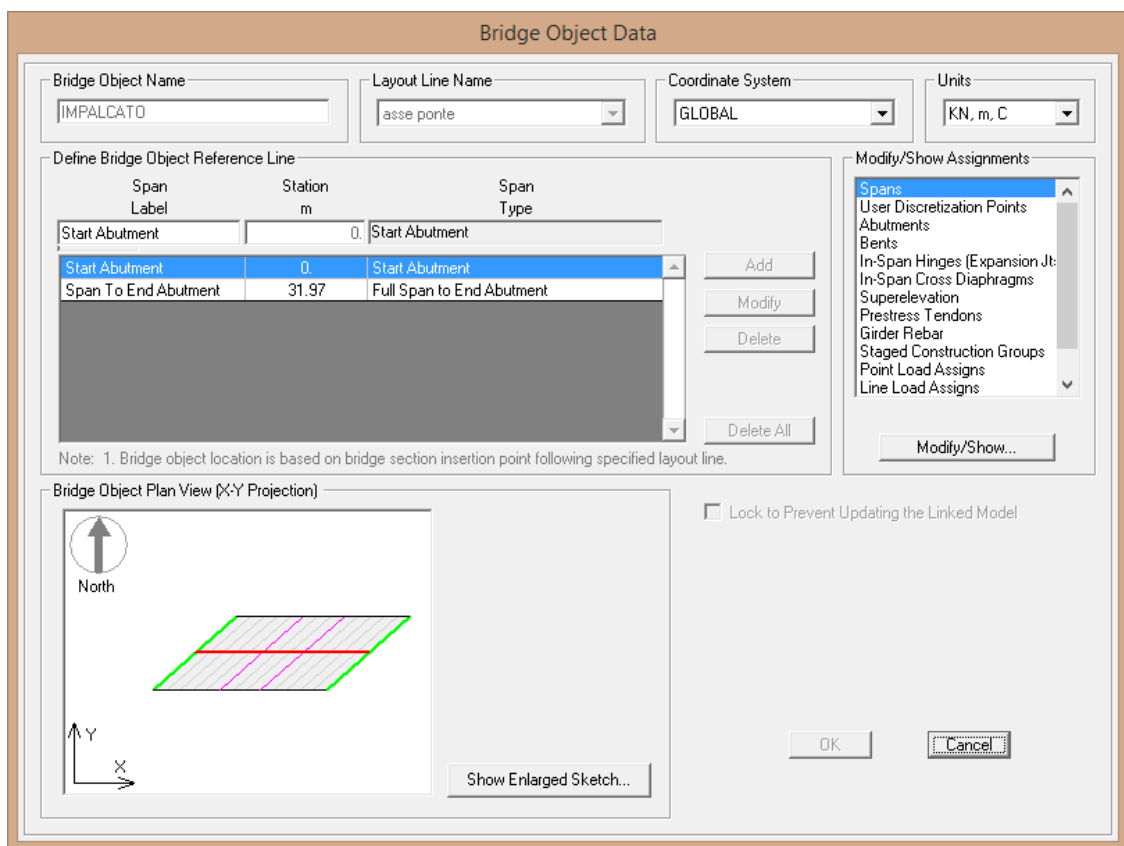 Bridge Object Data
Bridge Object Name
IMPALCATO
Layout Line Name
asse ponte
Coordinate System
GLOBAL
Units
KN, m, C
Define Bridge Object Reference Line
Span Label
Station m
Span Type
Start Abutment 0. Start Abutment
Start Abutment 0. Start Abutment
Span To End Abutment 31.97 Full Span to End Abutment
Add
Modify
Delete
Delete All
Note: 1. Bridge object location is based on bridge section insertion point following specified layout line.
Modify/Show Assignments
Spans
User Discretization Points
Abutments
Bents
In-Span Hinges (Expansion Jt:
In-Span Cross Diaphragms
Superelevation
Prestress Tendons
Girder Rebar
Staged Construction Groups
Point Load Assigns
Line Load Assigns
Modify/Show...
Bridge Object Plan View (X-Y Projection)
North
Y
X
Show Enlarged Sketch...
Lock to Prevent Updating the Linked Model
OK
Cancel